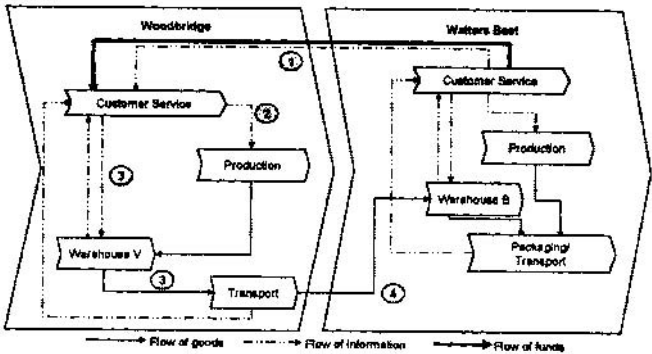 Woodbridge
Watters Best
1
Customer Service
Customer Service
2
Production
Production
3
Warehouse B
Warehouse V
Packaging/
Transport
3
Transport
4
Flow of goods
Flow of information
Flow of funds